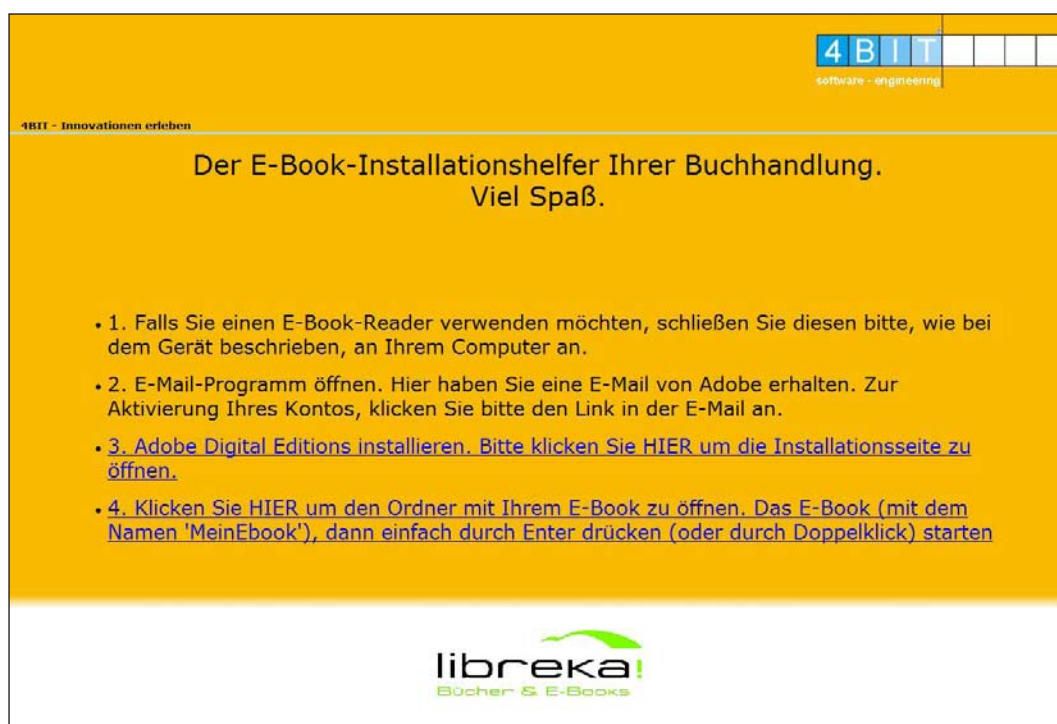 4BIT
software - engineering
4BIT - Innovationen erleben
Der E-Book-Installationshelfer Ihrer Buchhandlung.
Viel Spaß.
• 1. Falls Sie einen E-Book-Reader verwenden möchten, schließen Sie diesen bitte, wie bei
dem Gerät beschrieben, an Ihrem Computer an.
• 2. E-Mail-Programm öffnen. Hier haben Sie eine E-Mail von Adobe erhalten. Zur
Aktivierung Ihres Kontos, klicken Sie bitte den Link in der E-Mail an.
• 3. Adobe Digital Editions installieren. Bitte klicken Sie HIER um die Installationsseite zu
öffnen.
• 4. Klicken Sie HIER um den Ordner mit Ihrem E-Book zu öffnen. Das E-Book (mit dem
Namen 'MeinEbook'), dann einfach durch Enter drücken (oder durch Doppelklick) starten
libreka!
Bücher & E-Books